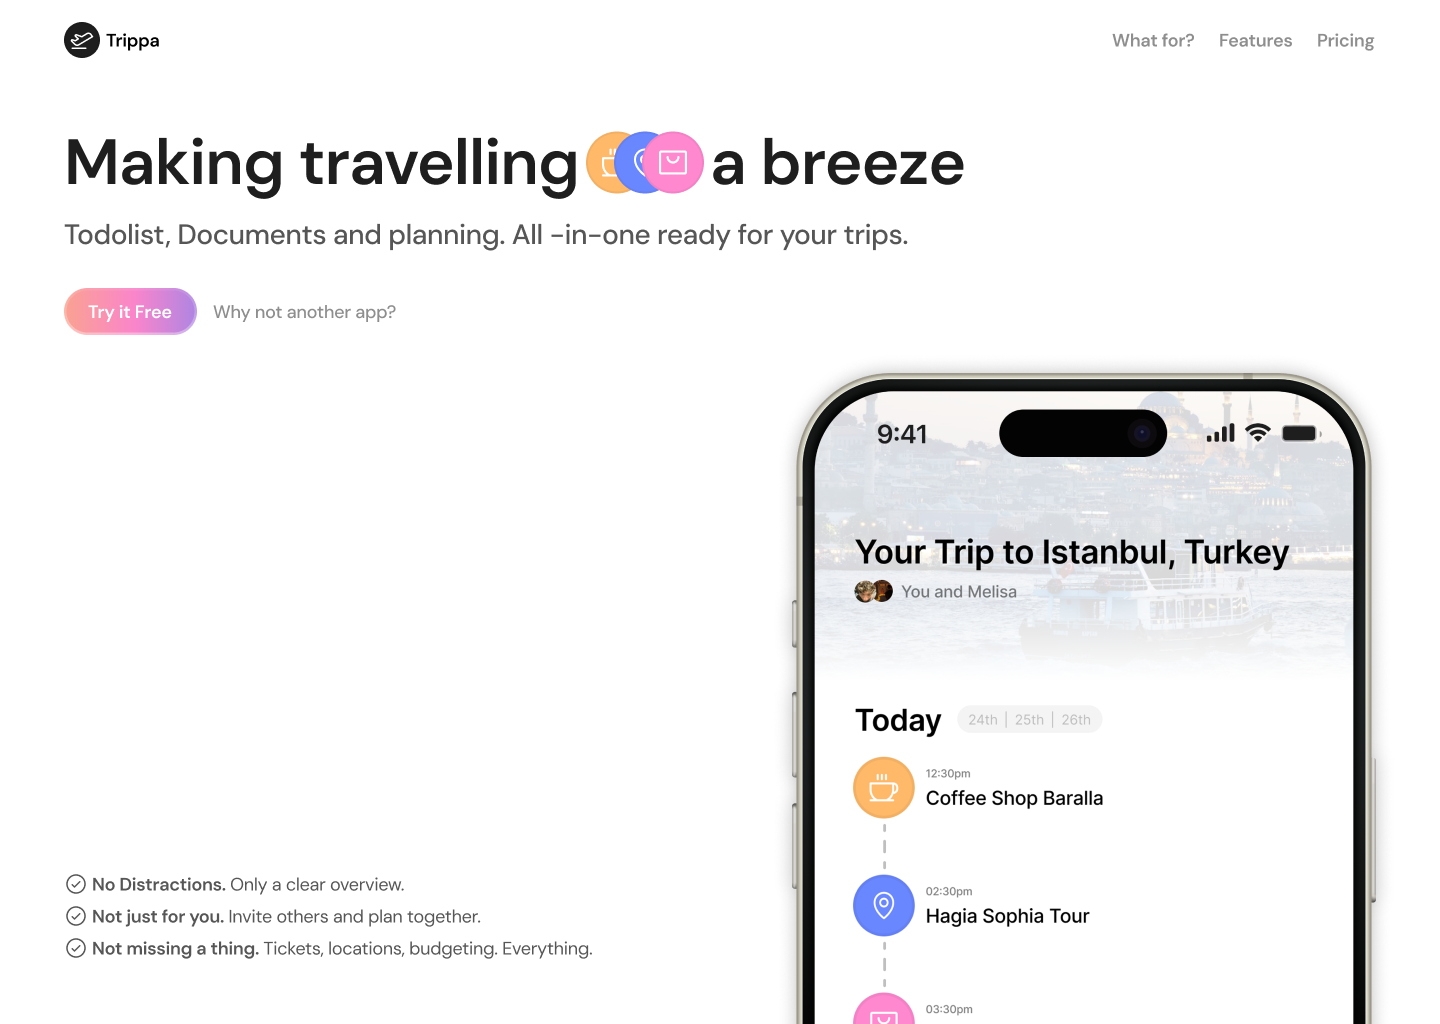 Trippa
What for? Features Pricing
Making travelling a breeze
Todolist, Documents and planning. All -in-one ready for your trips.
Try it Free Why not another app?
9:41
Your Trip to Istanbul, Turkey
You and Melisa
Today 24th | 25th | 26th
12:30pm
Coffee Shop Baralla
02:30pm
Hagia Sophia Tour
03:30pm
No Distractions. Only a clear overview.
Not just for you. Invite others and plan together.
Not missing a thing. Tickets, locations, budgeting. Everything.